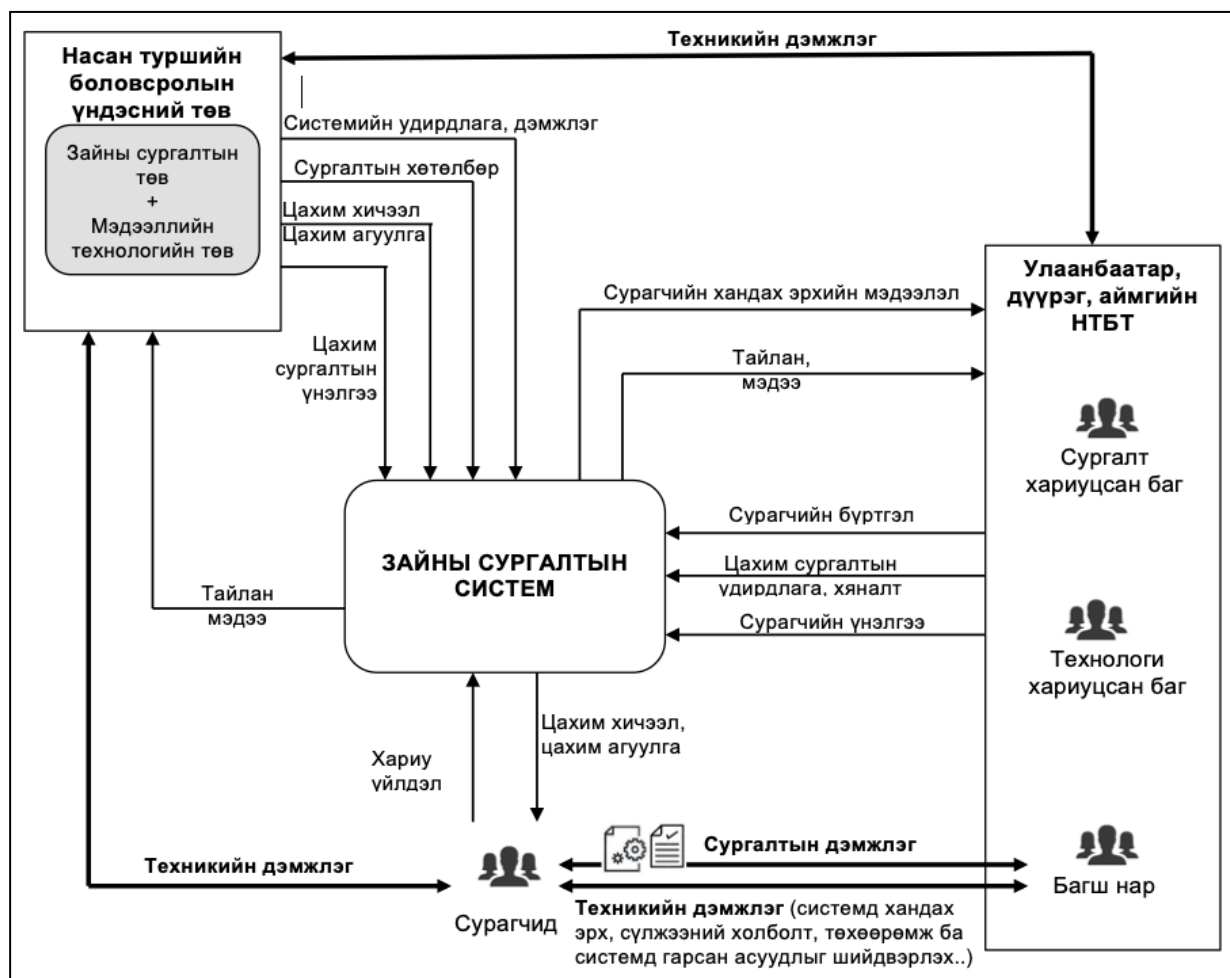 Техникийн дэмжлэг
Насан туршийн
боловсролын
үндэсний төв
Зайны сургалтын
төв
+
Мэдээллийн
технологийн төв
Системийн удирдлага, дэмжлэг
Сургалтын хөтөлбөр
Цахим хичээл
Цахим агуулга
Цахим
сургалтын
үнэлгээ
Улаанбаатар,
дүүрэг, аймгийн
НТБТ
Сурагчийн хандах эрхийн мэдээлэл
Тайлан,
мэдээ
Сургалт
хариуцсан баг
Сурагчийн бүртгэл
ЗАЙНЫ СУРГАЛТЫН
СИСТЕМ
Цахим сургалтын
удирдлага, хяналт
Тайлан
мэдээ
Сурагчийн үнэлгээ
Технологи
хариуцсан баг
Цахим хичээл,
цахим агуулга
Хариу
үйлдэл
Сургалтын дэмжлэг
Техникийн дэмжлэг
Сурагчид
Багш нар
Техникийн дэмжлэг (системд хандах
эрх, сүлжээний холболт, төхөөрөмж ба
системд гарсан асуудлыг шийдвэрлэх..)